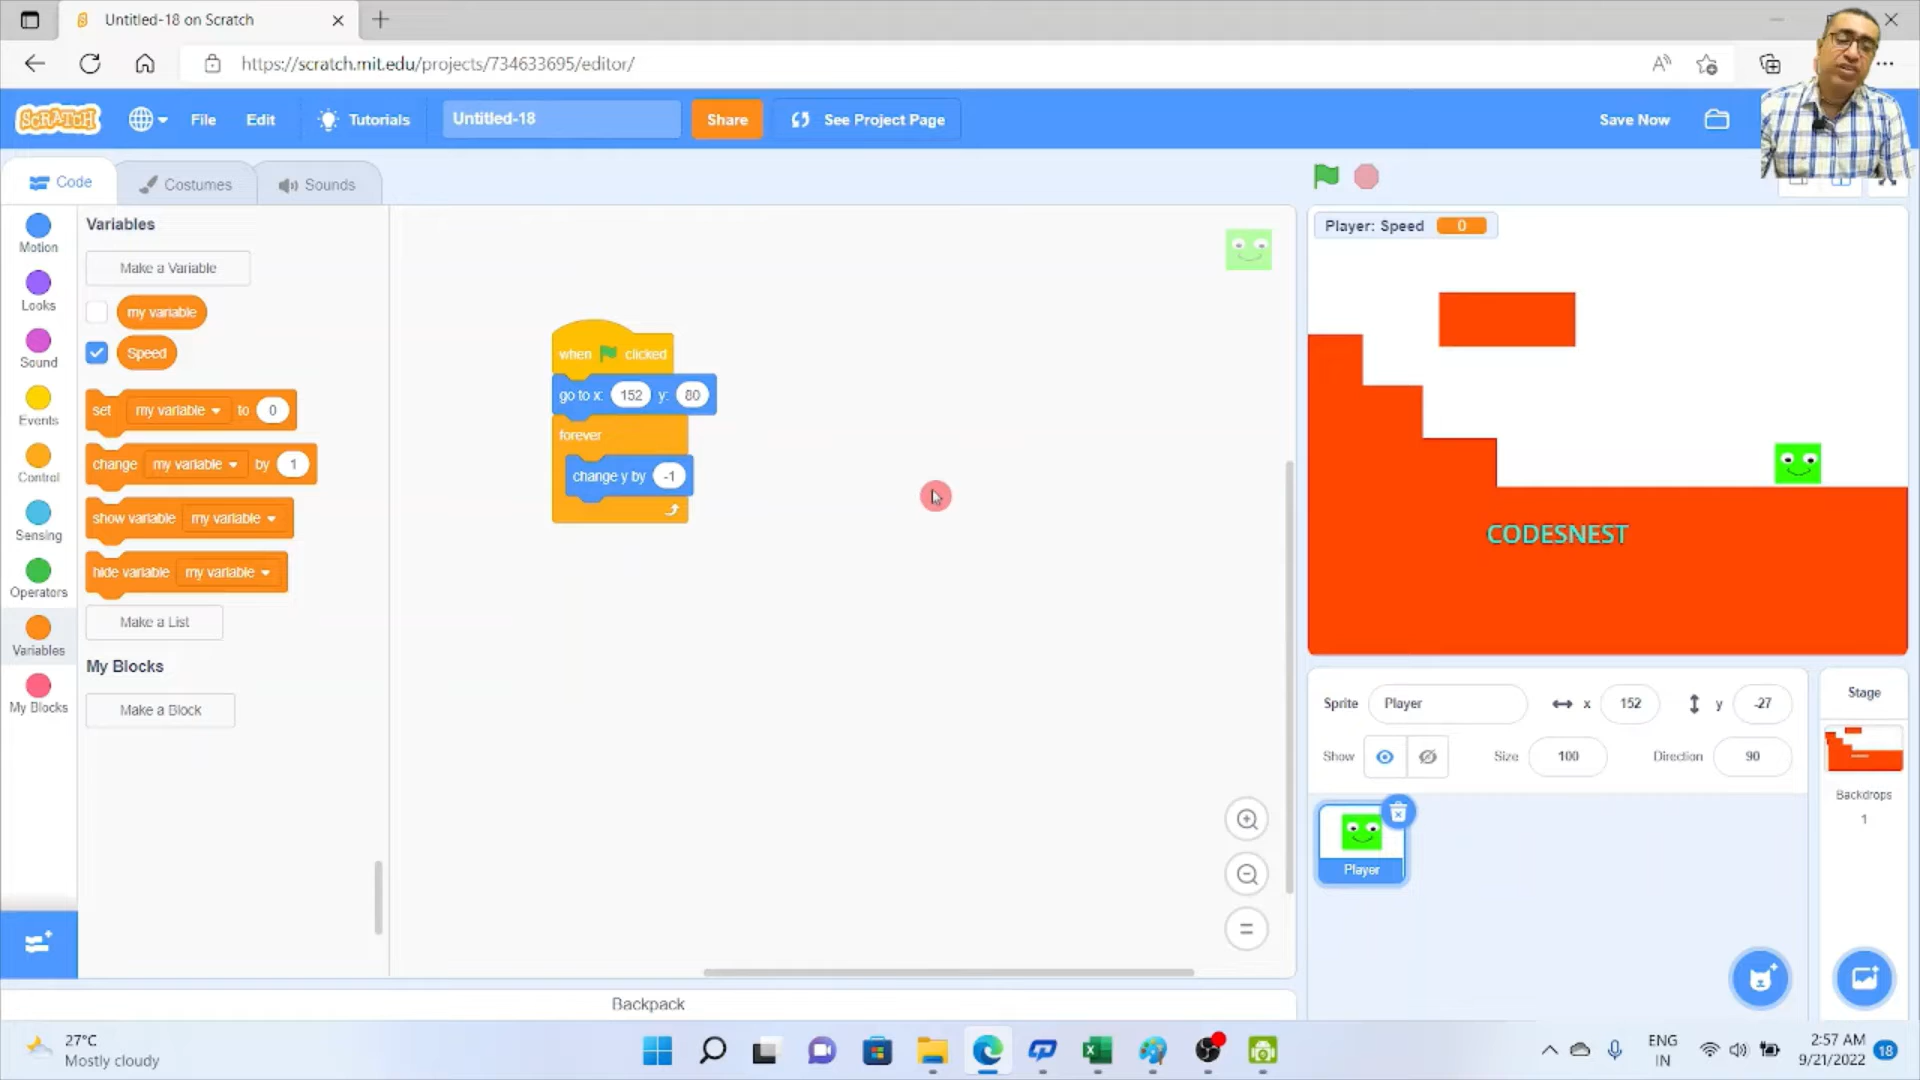 Untitled-18 on Scratch
https://scratch.mit.edu/projects/734633695/editor/
SCRATCH
File
Edit
Tutorials
Untitled-18
Share
See Project Page
Save Now
Code
Costumes
Sounds
Motion
Looks
Sound
Events
Control
Sensing
Operators
Variables
My Blocks
Variables
Make a Variable
my variable
Speed
set my variable to 0
change my variable by 1
show variable my variable
hide variable my variable
Make a List
My Blocks
Make a Block
when clicked
go to x: 152 y: 80
forever
change y by -1
Backpack
Player: Speed 0
CODESNEST
Sprite Player x 152 y -27
Show Size 100 Direction 90
Player
Stage
Backdrops
1
27°C
Mostly cloudy
ENG
IN
2:57 AM
9/21/2022
18